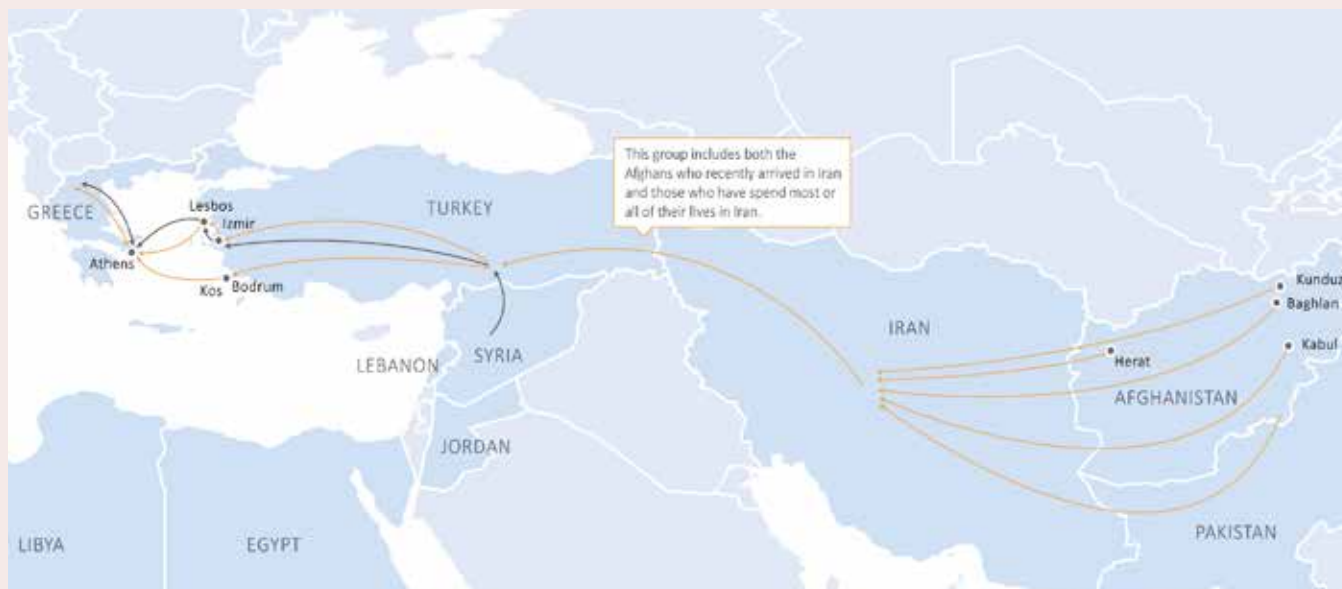 This group includes both the
Afghans who recently arrived in Iran
and those who have spend most or
all of their lives in Iran.
GREECE
Lesbos
Izmir
TURKEY
Athens
Kos
Bodrum
LEBANON
SYRIA
JORDAN
LIBYA
EGYPT
IRAN
Kunduz
Baghlan
Kabul
Herat
AFGHANISTAN
PAKISTAN